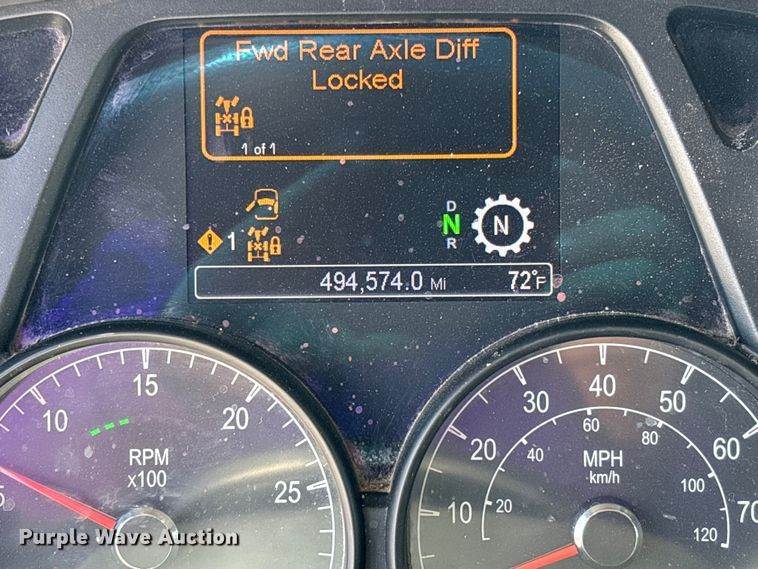 Fwd Rear Axle Diff
Locked
1 of 1
D
N
R
N
1
494,574.0 Mi 72°F
5 10 15 20 25
RPM
x100
10 20 30 40 50 60 70
MPH
km/h
20 40 60 80 100 120
Purple Wave Auction